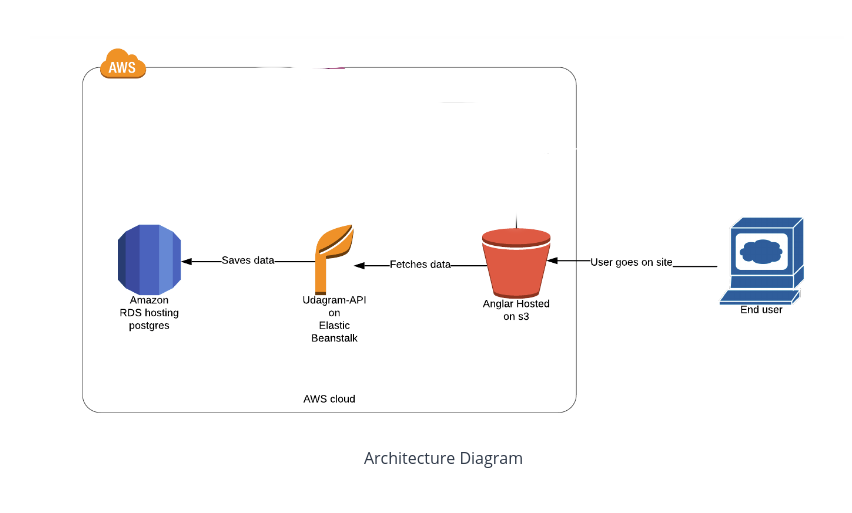 AWS
Saves data
Fetches data
User goes on site
Amazon
RDS hosting
postgres
Udagram-API
on
Elastic
Beanstalk
Anglar Hosted
on s3
End user
AWS cloud
Architecture Diagram